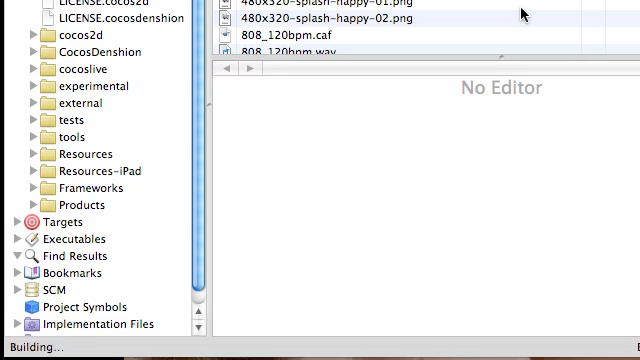 LICENSE.cocos2d
LICENSE.cocosdenshion
cocos2d
CocosDenshion
cocoslive
experimental
external
tests
tools
Resources
Resources-iPad
Frameworks
Products
Targets
Executables
Find Results
Bookmarks
SCM
Project Symbols
Implementation Files
Building...
480x320-splash-happy-01.png
480x320-splash-happy-02.png
808_120bpm.caf
808_120bpm.wav
No Editor